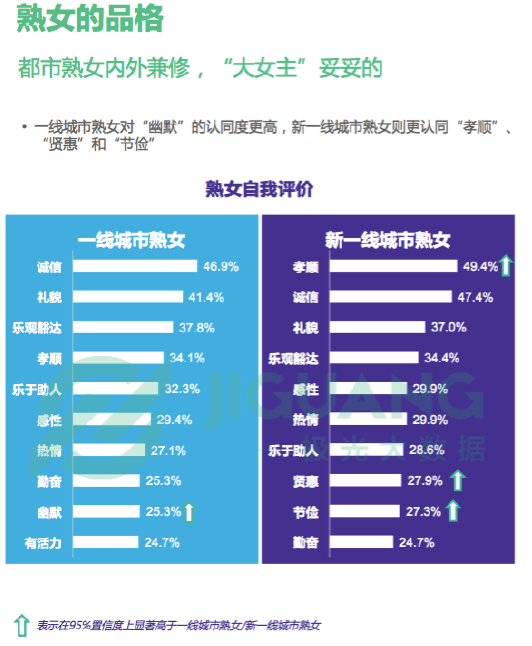 熟女的品格
都市熟女内外兼修，“大女主”妥妥的
• 一线城市熟女对“幽默”的认同度更高，新一线城市熟女则更认同“孝顺”、
“贤惠”和“节俭”
熟女自我评价
一线城市熟女
诚信 46.9%
礼貌 41.4%
乐观豁达 37.8%
孝顺 34.1%
乐于助人 32.3%
感性 29.4%
热情 27.1%
勤奋 25.3%
幽默 25.3%
有活力 24.7%
新一线城市熟女
孝顺 49.4%
诚信 47.4%
礼貌 37.0%
乐观豁达 34.4%
感性 29.9%
热情 29.9%
乐于助人 28.6%
贤惠 27.9%
节俭 27.3%
勤奋 24.7%
JIGUANG
极光大数据
表示在95%置信度上显著高于一线城市熟女/新一线城市熟女